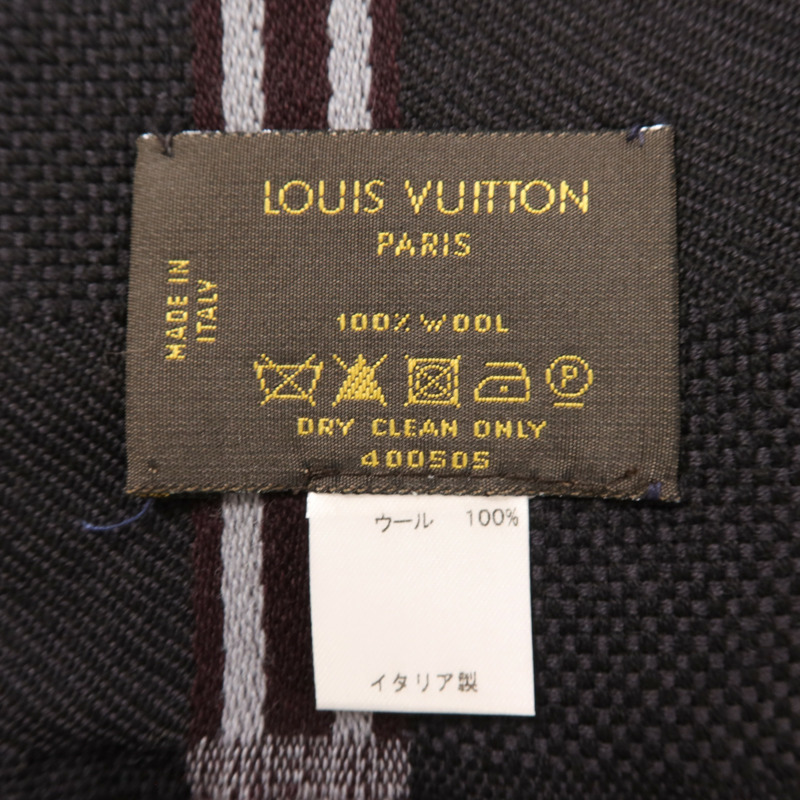 LOUIS VUITTON
PARIS
MADE IN
ITALY
100% WOOL
P
DRY CLEAN ONLY
400505
ウール 100%
イタリア製